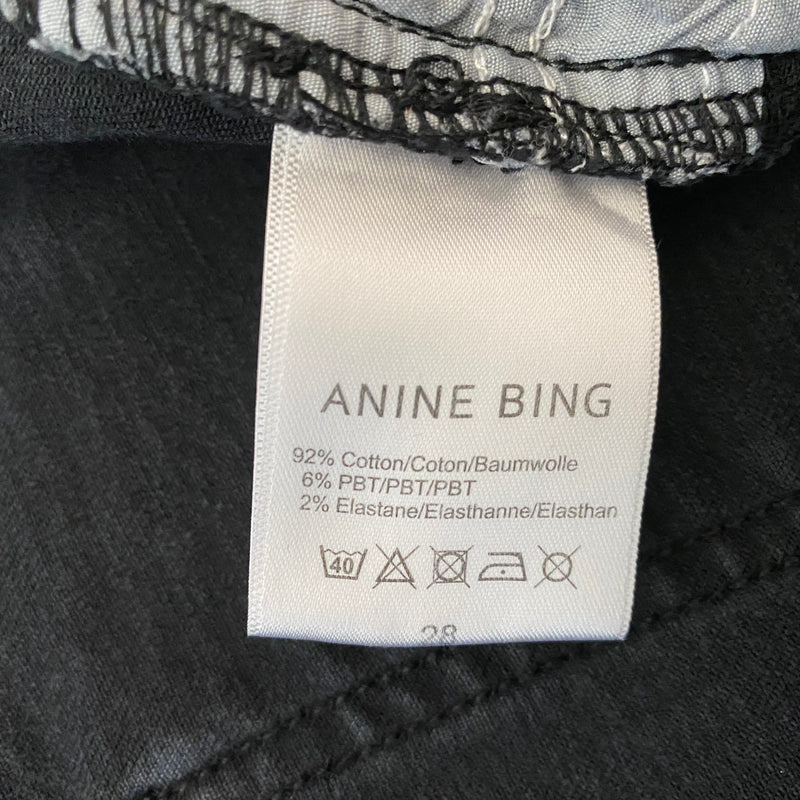 ANINE BING
92% Cotton/Coton/Baumwolle
6% PBT/PBT/PBT
2% Elastane/Elasthanne/Elasthan
40
28